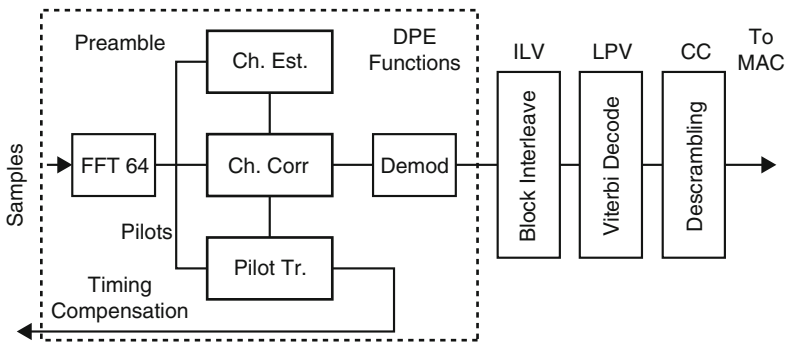 Preamble
Ch. Est.
DPE
Functions
ILV
LPV
CC
To
MAC
Samples
FFT 64
Ch. Corr
Demod
Block Interleave
Viterbi Decode
Descrambling
Pilots
Pilot Tr.
Timing
Compensation